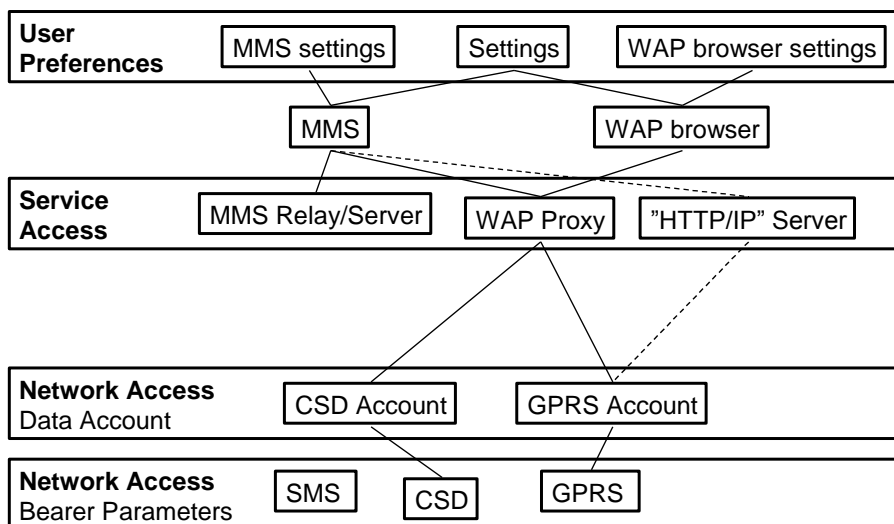 User
Preferences
MMS settings
Settings
WAP browser settings
MMS
WAP browser
Service
Access
MMS Relay/Server
WAP Proxy
”HTTP/IP” Server
Network Access
Data Account
CSD Account
GPRS Account
Network Access
Bearer Parameters
SMS
CSD
GPRS